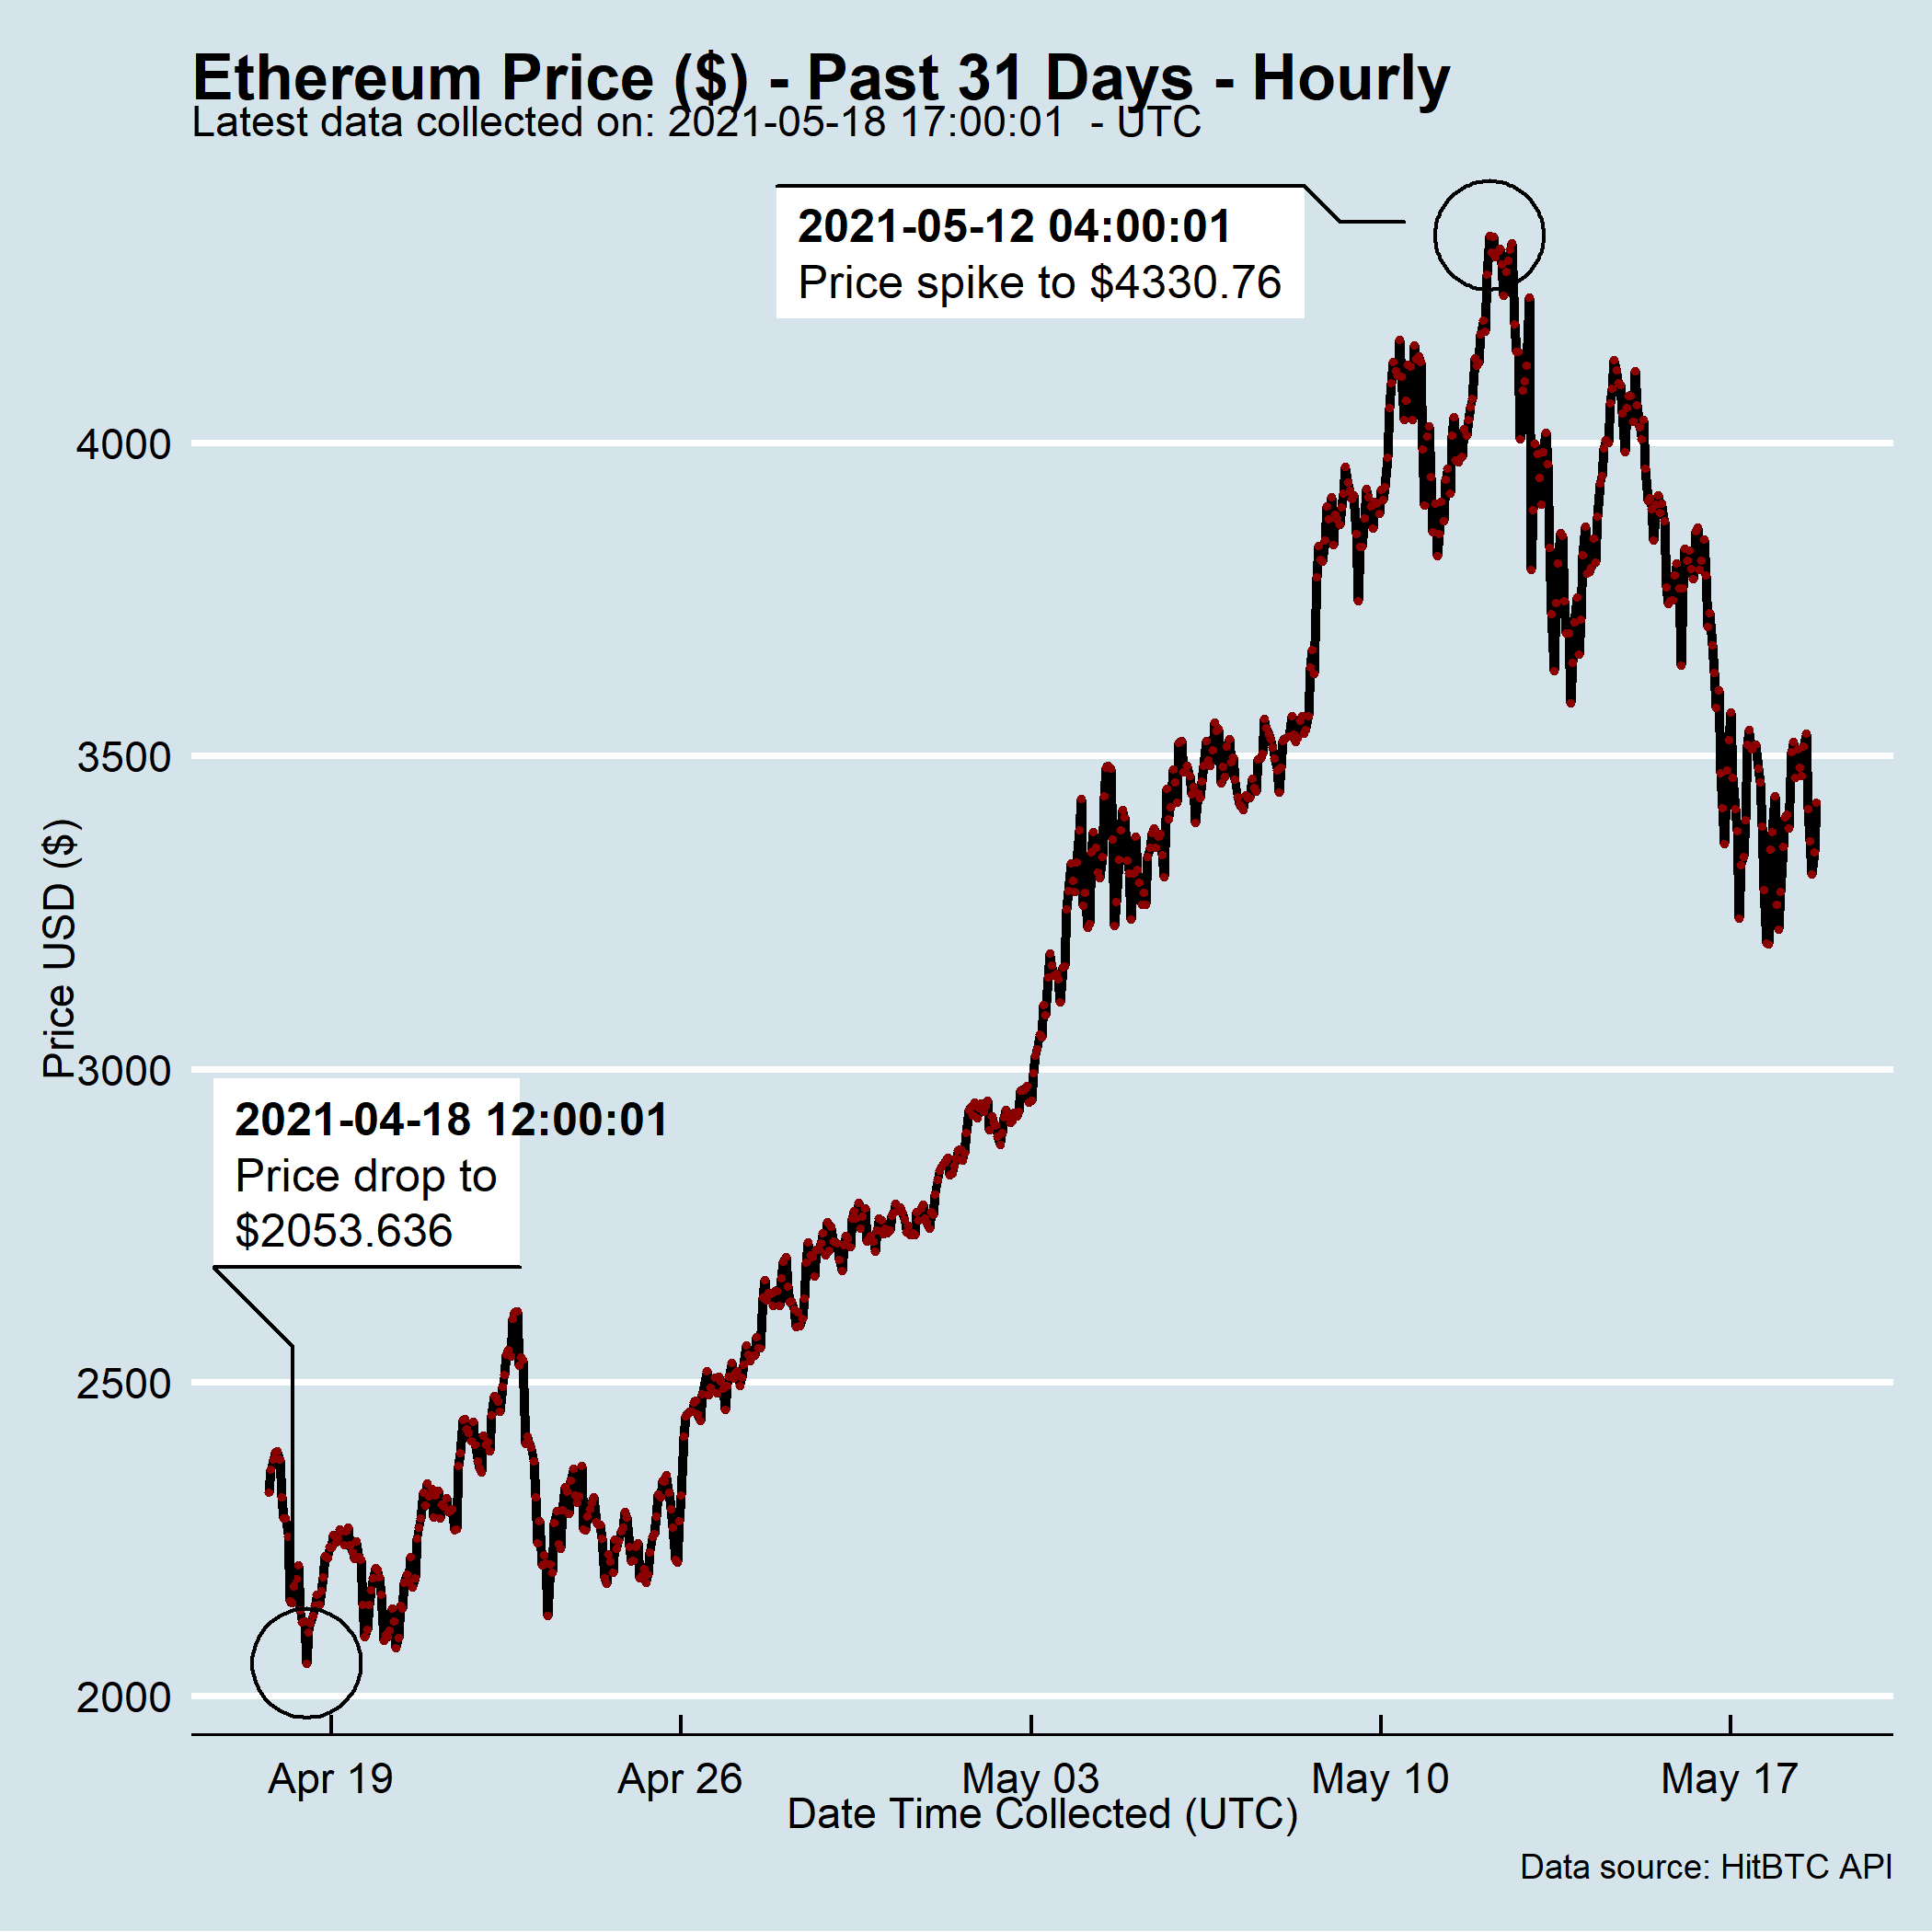 Ethereum Price ($) - Past 31 Days - Hourly
Latest data collected on: 2021-05-18 17:00:01  - UTC
2021-05-12 04:00:01
Price spike to $4330.76
4000
3500
3000
2500
2000
Price USD ($)
2021-04-18 12:00:01
Price drop to
$2053.636
Apr 19
Apr 26
May 03
May 10
May 17
Date Time Collected (UTC)
Data source: HitBTC API